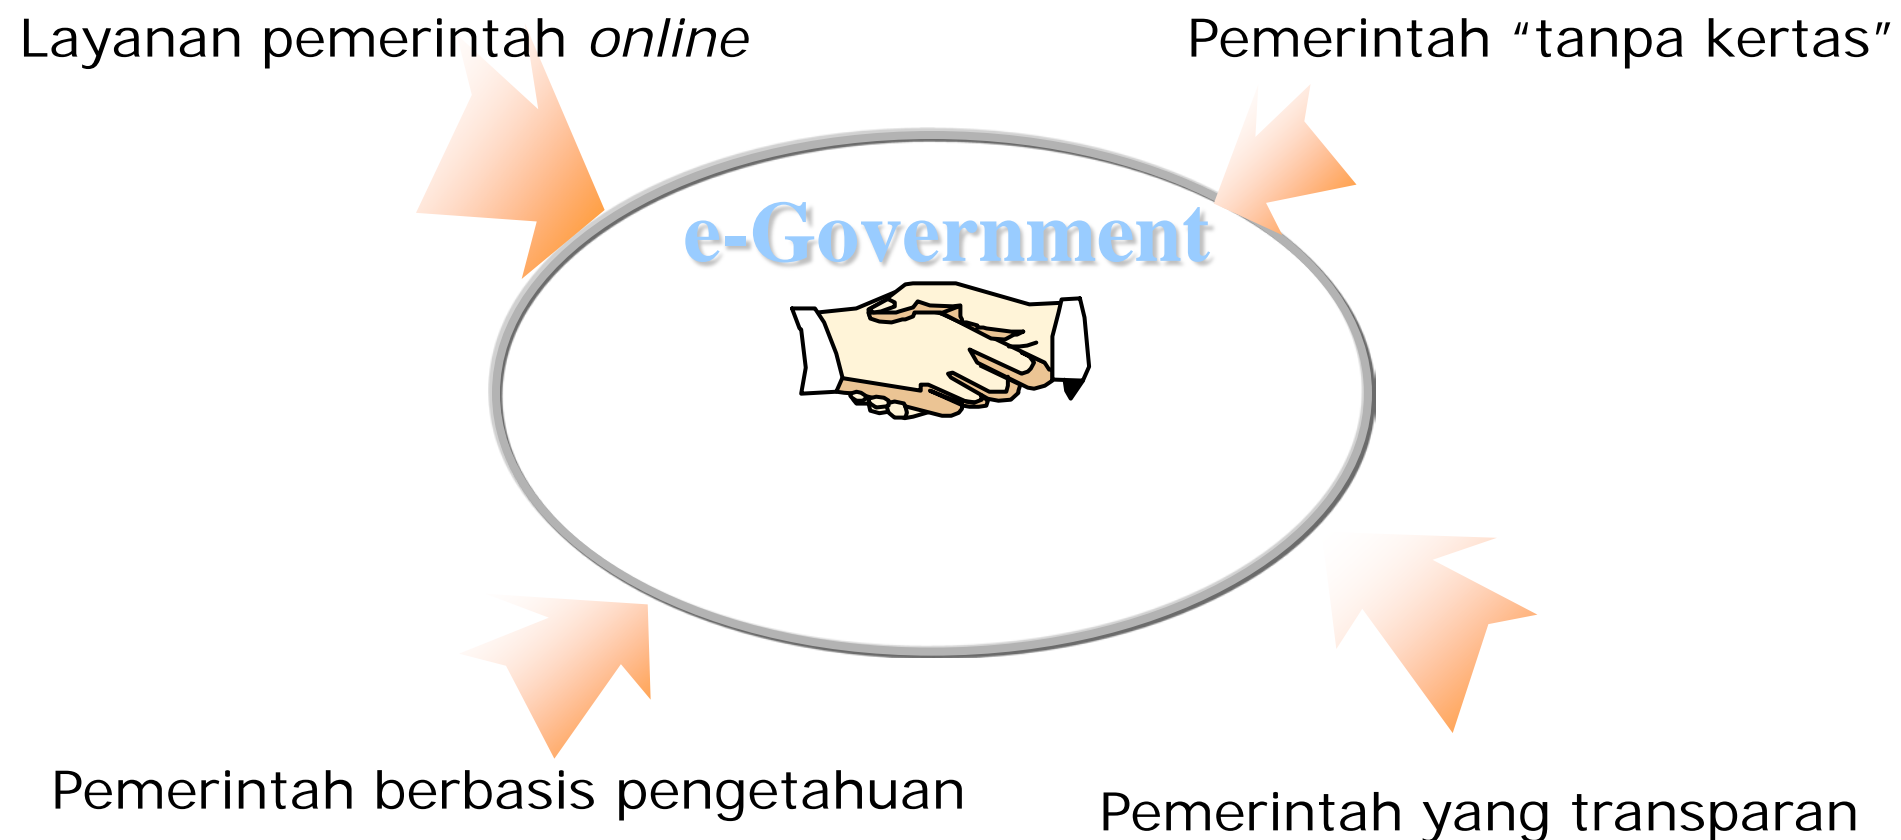 Layanan pemerintah online
Pemerintah “tanpa kertas”
e-Government
Pemerintah berbasis pengetahuan
Pemerintah yang transparan